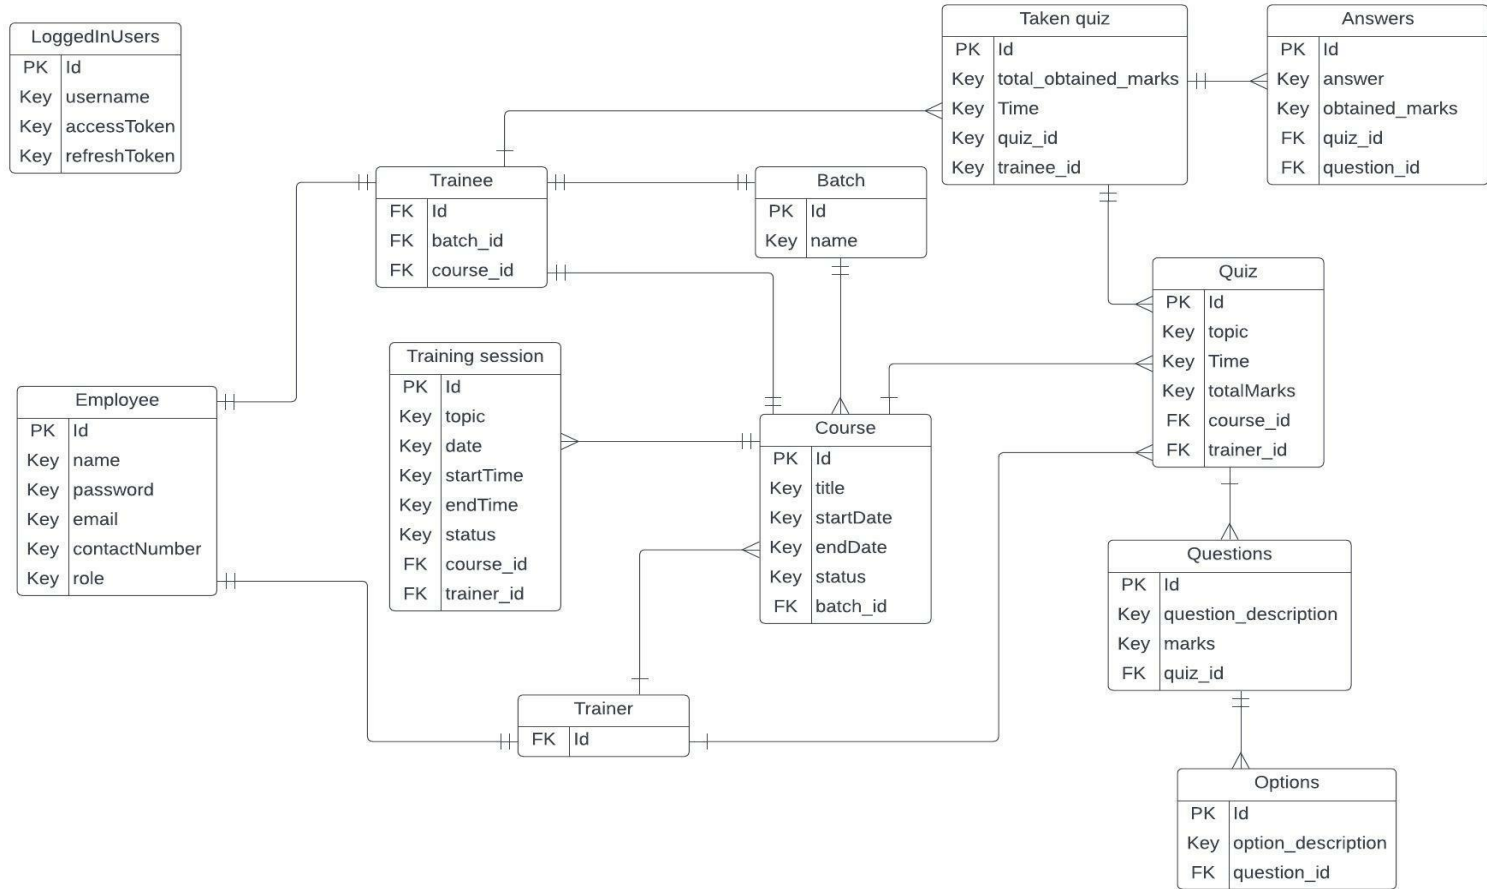 LoggedInUsers
PK Id
Key username
Key accessToken
Key refreshToken
Taken quiz
PK Id
Key total_obtained_marks
Key Time
Key quiz_id
Key trainee_id
Answers
PK Id
Key answer
Key obtained_marks
FK quiz_id
FK question_id
Trainee
FK Id
FK batch_id
FK course_id
Batch
PK Id
Key name
Quiz
PK Id
Key topic
Key Time
Key totalMarks
FK course_id
FK trainer_id
Training session
PK Id
Key topic
Key date
Key startTime
Key endTime
Key status
FK course_id
FK trainer_id
Employee
PK Id
Key name
Key password
Key email
Key contactNumber
Key role
Course
PK Id
Key title
Key startDate
Key endDate
Key status
FK batch_id
Questions
PK Id
Key question_description
Key marks
FK quiz_id
Trainer
FK Id
Options
PK Id
Key option_description
FK question_id